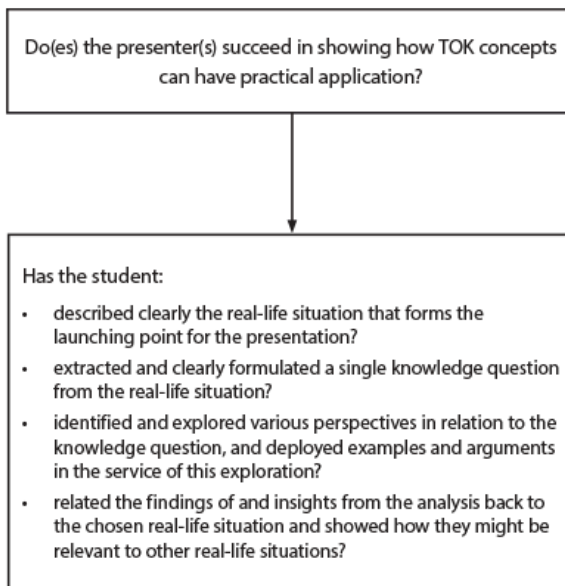 Do(es) the presenter(s) succeed in showing how TOK concepts
can have practical application?
Has the student:
• described clearly the real-life situation that forms the
launching point for the presentation?
• extracted and clearly formulated a single knowledge question
from the real-life situation?
• identified and explored various perspectives in relation to the
knowledge question, and deployed examples and arguments
in the service of this exploration?
• related the findings of and insights from the analysis back to
the chosen real-life situation and showed how they might be
relevant to other real-life situations?